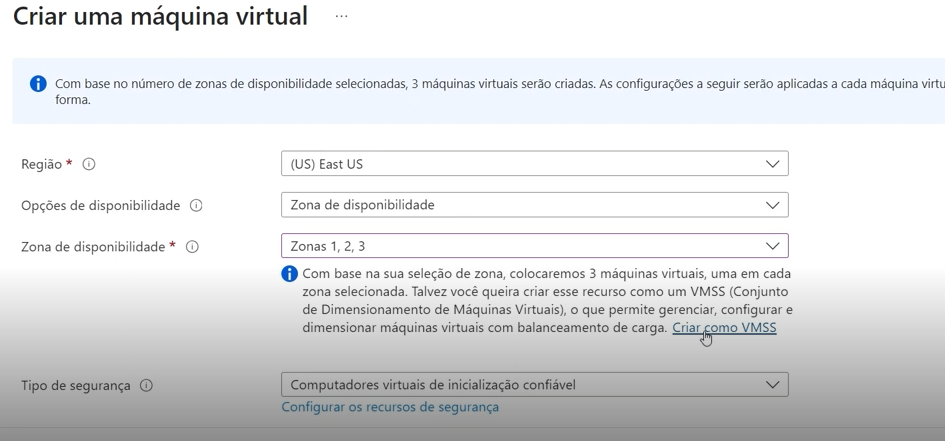 Criar uma máquina virtual ...
Com base no número de zonas de disponibilidade selecionadas, 3 máquinas virtuais serão criadas. As configurações a seguir serão aplicadas a cada máquina
forma.
Região * (US) East US
Opções de disponibilidade Zona de disponibilidade
Zona de disponibilidade * Zonas 1, 2, 3
Com base na sua seleção de zona, colocaremos 3 máquinas virtuais, uma em cada
zona selecionada. Talvez você queira criar esse recurso como um VMSS (Conjunto
de Dimensionamento de Máquinas Virtuais), o que permite gerenciar, configurar e
dimensionar máquinas virtuais com balanceamento de carga. Criar como VMSS
Tipo de segurança Computadores virtuais de inicialização confiável
Configurar os recursos de segurança